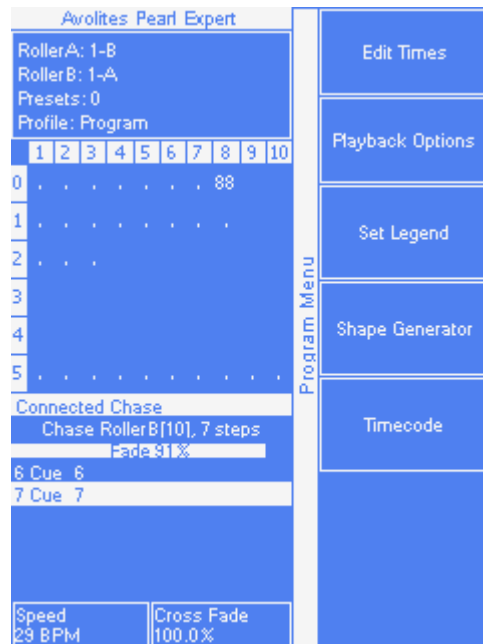 Avolites Pearl Expert
RollerA: 1-B
RollerB: 1-A
Presets: 0
Profile: Program
1 2 3 4 5 6 7 8 9 10
0 . . . . . . . 88
1 . . . . . . . .
2 . . .
3
4
5 . . . . . . . . . .
Connected Chase
Chase RollerB[10], 7 steps
Fade 91%
6 Cue 6
7 Cue 7
Speed
29 BPM
Cross Fade
100.0%
Program Menu
Edit Times
Playback Options
Set Legend
Shape Generator
Timecode